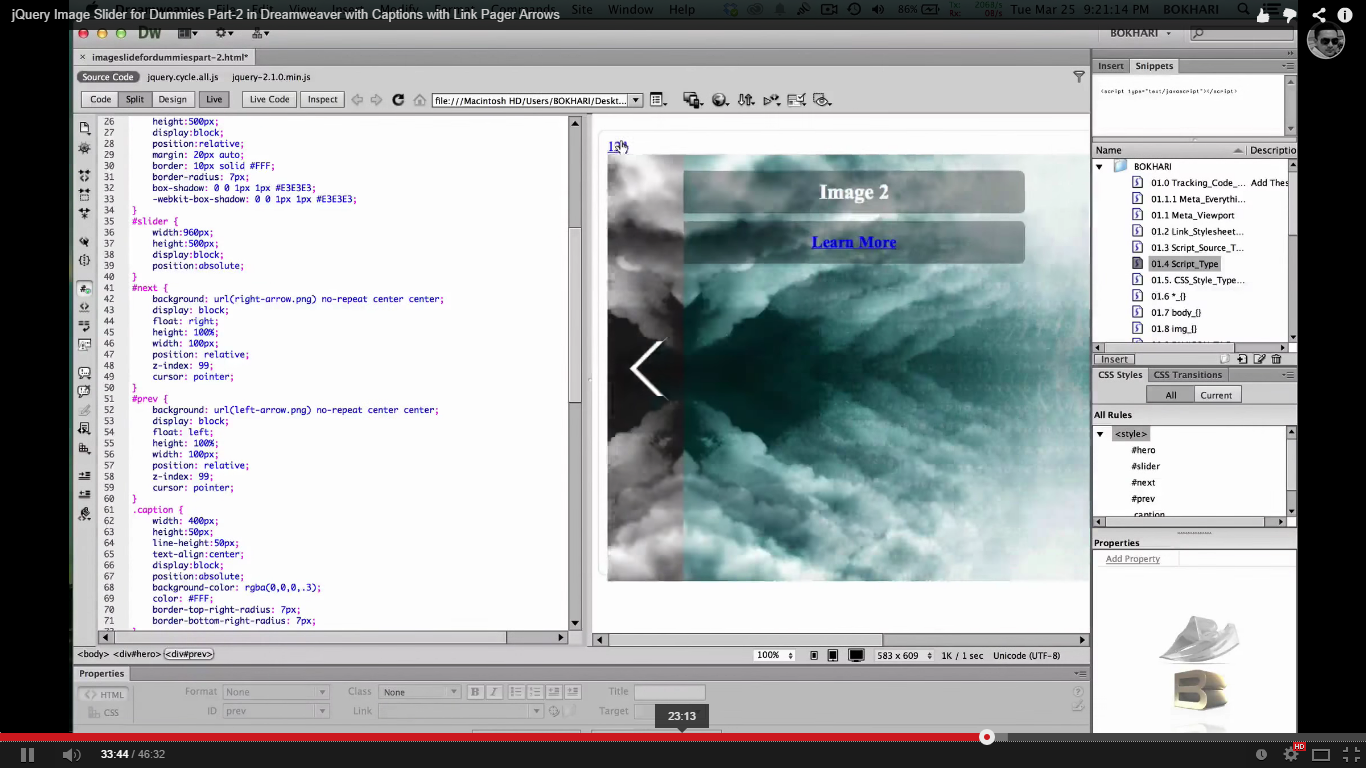 jQuery Image Slider for Dummies Part-2 in Dreamweaver with Captions with Link Pager Arrows
Site Window Help 86% Tue Mar 25 9:21:14 PM BOKHARI
DW
BOKHARI
imageslidefordummiespart-2.html*
Source Code jquery.cycle.all.js jquery-2.1.0.min.js
Code Split Design Live Live Code Inspect file:///Macintosh HD/Users/BOKHARI/Deskt...
26 height:500px;
27 display:block;
28 position:relative;
29 margin: 20px auto;
30 border: 10px solid #FFF;
31 border-radius: 7px;
32 box-shadow: 0 0 1px 1px #E3E3E3;
33 -webkit-box-shadow: 0 0 1px 1px #E3E3E3;
34 }
35 #slider {
36 width:960px;
37 height:500px;
38 display:block;
39 position:absolute;
40 }
41 #next {
42 background: url(right-arrow.png) no-repeat center center;
43 display: block;
44 float: right;
45 height: 100%;
46 width: 100px;
47 position: relative;
48 z-index: 99;
49 cursor: pointer;
50 }
51 #prev {
52 background: url(left-arrow.png) no-repeat center center;
53 display: block;
54 float: left;
55 height: 100%;
56 width: 100px;
57 position: relative;
58 z-index: 99;
59 cursor: pointer;
60 }
61 .caption {
62 width: 400px;
63 height:50px;
64 line-height:50px;
65 text-align:center;
66 display:block;
67 position:absolute;
68 background-color: rgba(0,0,0,.3);
69 color: #FFF;
70 border-top-right-radius: 7px;
71 border-bottom-right-radius: 7px;
Image 2
Learn More
Insert Snippets
<script type="text/javascript"></script>
Name Descriptio
BOKHARI
01.0 Tracking_Code_... Add Thes
01.1.1 Meta_Everythi...
01.1 Meta_Viewport
01.2 Link_Stylesheet...
01.3 Script_Source_T...
01.4 Script_Type
01.5. CSS_Style_Type...
01.6 *_{}
01.7 body_{}
01.8 img_{}
Insert
CSS Styles CSS Transitions
All Current
All Rules
<style>
#hero
#slider
#next
#prev
.caption
Properties
Add Property
B
<body> <div#hero> <div#prev>
100% 583 x 609 1K / 1 sec Unicode (UTF-8)
Properties
HTML Format None Class None B I Title
CSS ID prev Link Target
23:13
33:44 / 46:32
HD